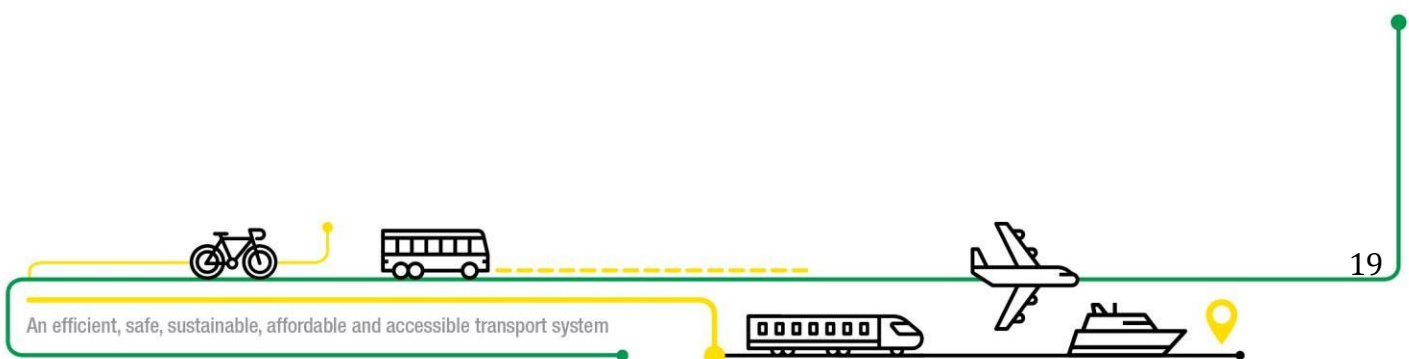 19
An efficient, safe, sustainable, affordable and accessible transport system